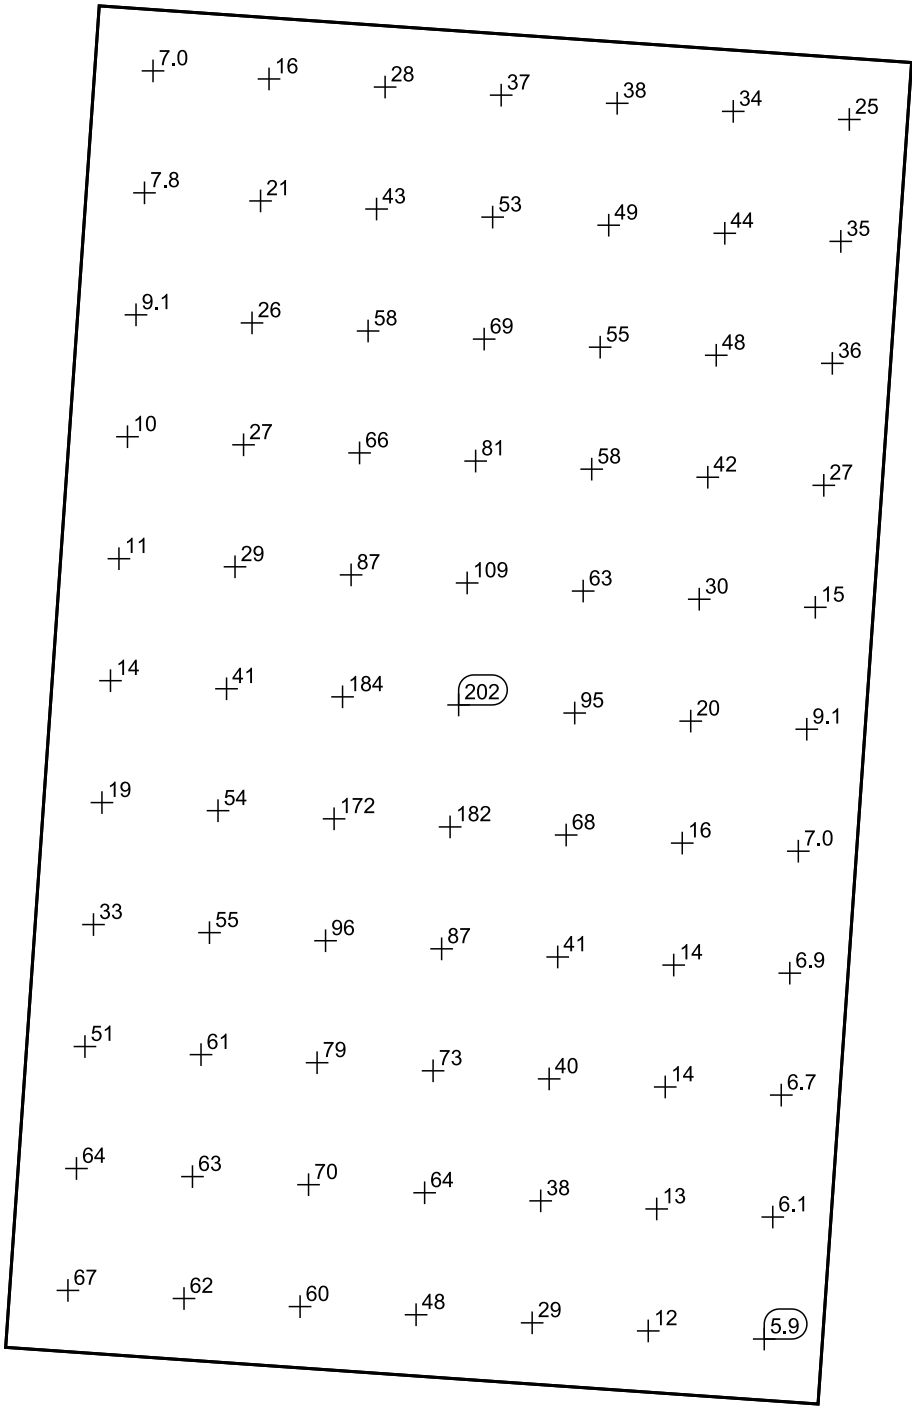 7.0 16 28 37 38 34 25
7.8 21 43 53 49 44 35
9.1 26 58 69 55 48 36
10 27 66 81 58 42 27
11 29 87 109 63 30 15
14 41 184 202 95 20 9.1
19 54 172 182 68 16 7.0
33 55 96 87 41 14 6.9
51 61 79 73 40 14 6.7
64 63 70 64 38 13 6.1
67 62 60 48 29 12 5.9